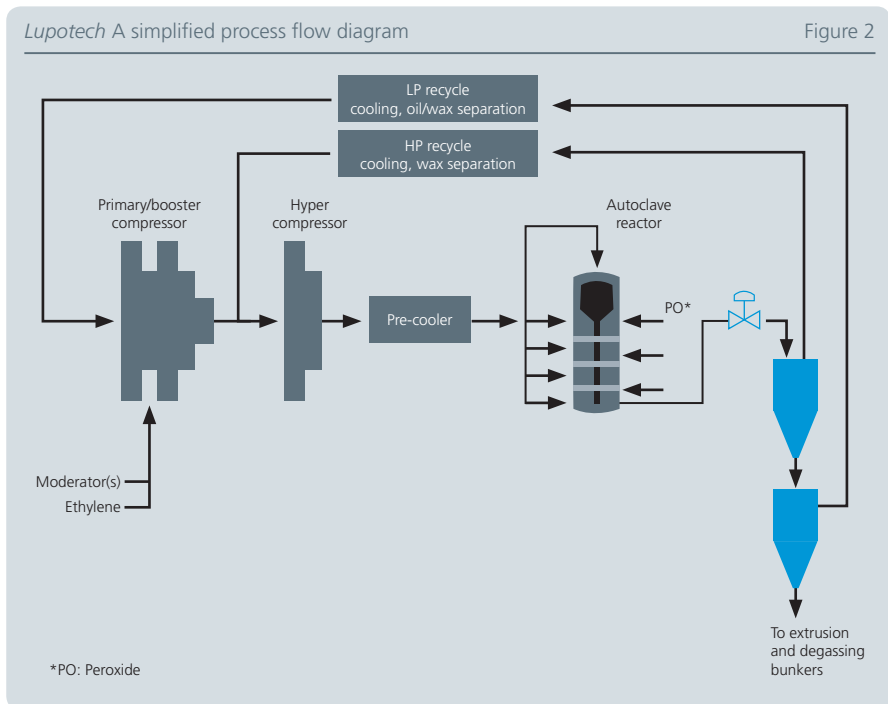 Lupotech A simplified process flow diagram
Figure 2
LP recycle
cooling, oil/wax separation
HP recycle
cooling, wax separation
Primary/booster
compressor
Hyper
compressor
Autoclave
reactor
Pre-cooler
PO*
Moderator(s)
Ethylene
To extrusion
and degassing
bunkers
*PO: Peroxide